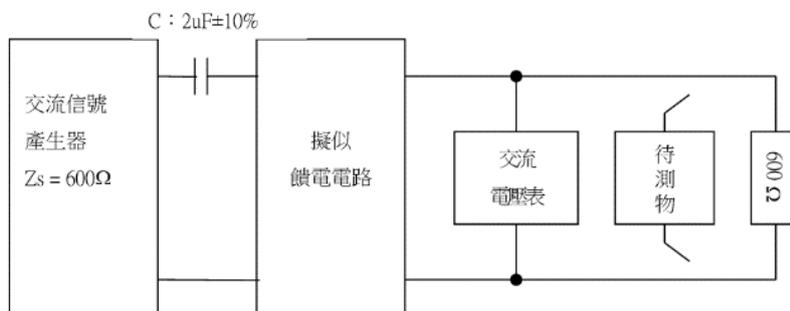 C：2uF±10%
交流信號
產生器
Zs = 600Ω
擬似
饋電電路
交流
電壓表
待
測
物
600 Ω